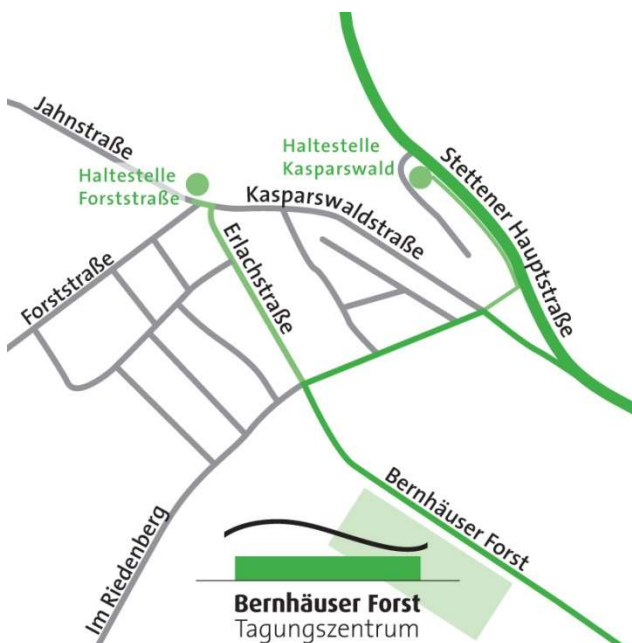 Jahnstraße
Haltestelle
Forststraße
Haltestelle
Kasparswald
Kasparswaldstraße
Stettener Hauptstraße
Forststraße
Erlachstraße
Im Riedenberg
Bernhäuser Forst
Bernhäuser Forst
Tagungszentrum